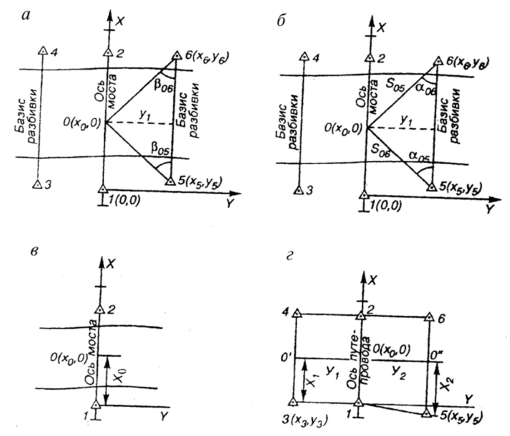 а
X
4
2
6(x₆,y₆)
β₀₆
Базис разбивки
Ось моста
0(x₀,0)
y₁
Базис разбивки
β₀₅
3
1(0,0)
5(x₅,y₅)
Y
б
X
4
2
6(x₆,y₆)
S₀₅
α₀₆
Базис разбивки
Ось моста
0(x₀,0)
y₁
Базис разбивки
S₀₆
α₀₅
3
1(0,0)
5(x₅,y₅)
Y
в
X
2
Ось моста
0(x₀,0)
X₀
1
Y
г
X
4
2
6
Ось путе-
провода
0(x₀,0)
0'
0"
Y₁
Y₂
X₁
X₂
3(x₃,y₃)
1
Y
5(x₅,y₅)